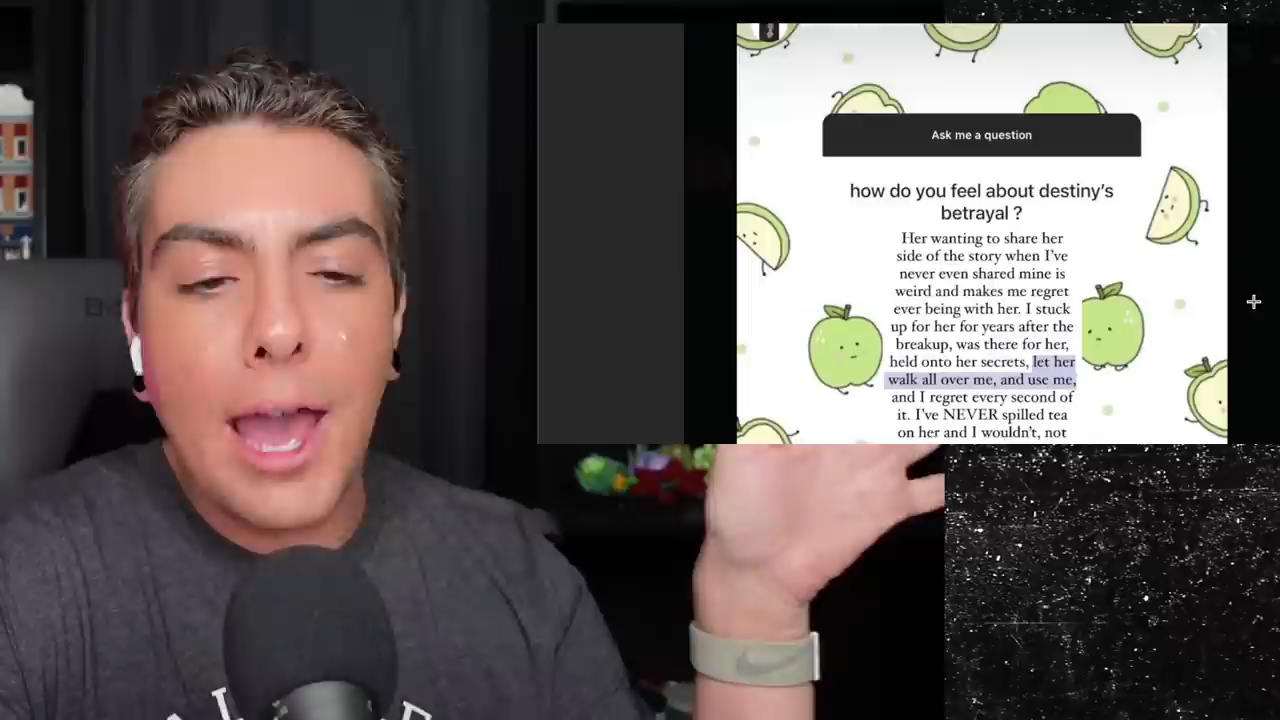 Ask me a question
how do you feel about destiny's
betrayal ?
Her wanting to share her
side of the story when I've
never even shared mine is
weird and makes me regret
ever being with her. I stuck
up for her for years after the
breakup, was there for her,
held onto her secrets, let her
walk all over me, and use me,
and I regret every second of
it. I've NEVER spilled tea
on her and I wouldn't, not